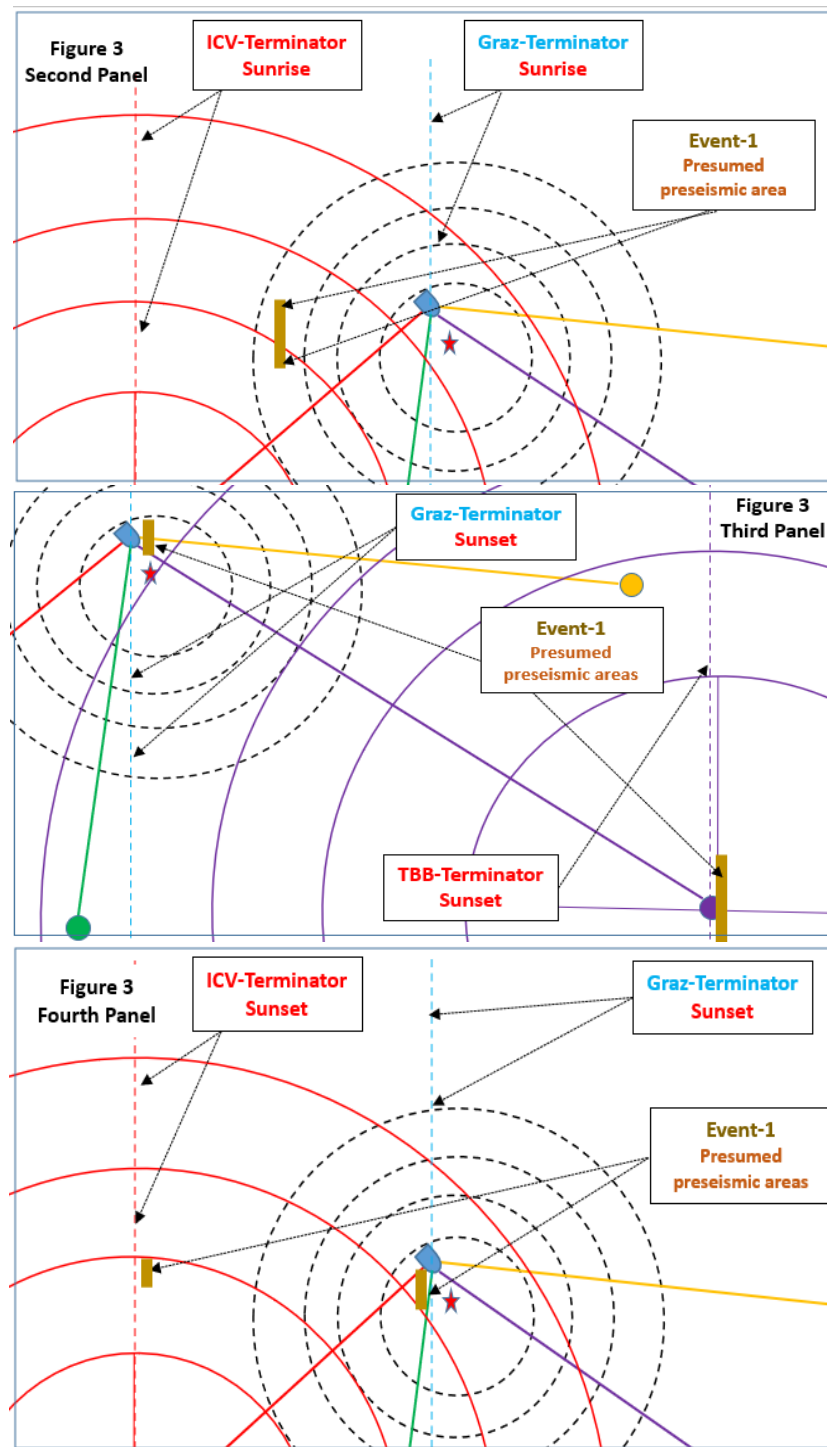 Figure 3
Second Panel
ICV-Terminator
Sunrise
Graz-Terminator
Sunrise
Event-1
Presumed
preseismic area
Graz-Terminator
Sunset
Figure 3
Third Panel
Event-1
Presumed
preseismic areas
TBB-Terminator
Sunset
Figure 3
Fourth Panel
ICV-Terminator
Sunset
Graz-Terminator
Sunset
Event-1
Presumed
preseismic areas